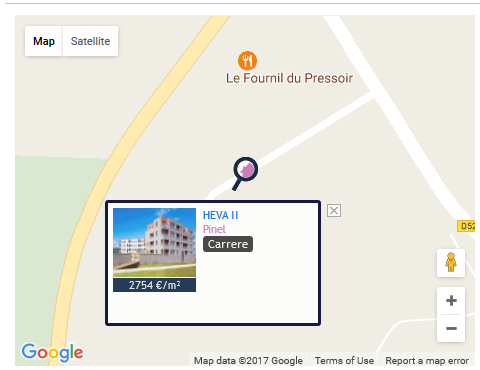 Map Satellite
Le Fournil du Pressoir
HEVA II
Pinel
Carrere
2754 €/m²
D52
Google
Map data ©2017 Google Terms of Use Report a map error